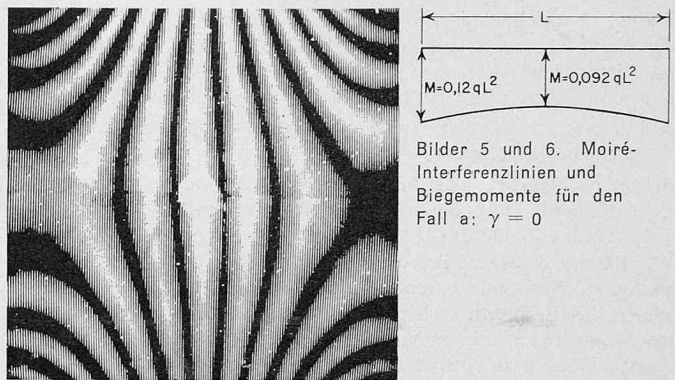 L
M=0,12 qL²
M=0,092 qL²
Bilder 5 und 6. Moiré-
Interferenzlinien und
Biegemomente für den
Fall a: γ = 0